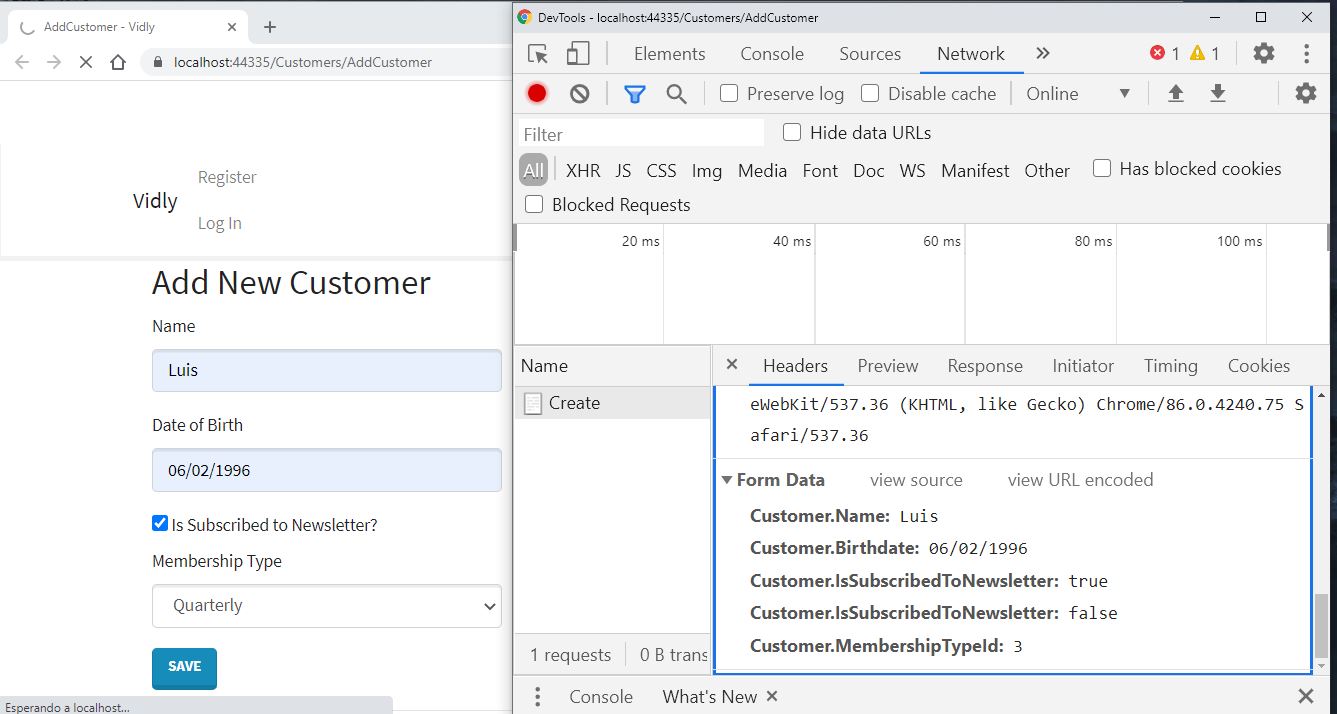 AddCustomer - Vidly
localhost:44335/Customers/AddCustomer
Register
Vidly
Log In
Add New Customer
Name
Luis
Date of Birth
06/02/1996
Is Subscribed to Newsletter?
Membership Type
Quarterly
SAVE
Esperando a localhost...
DevTools - localhost:44335/Customers/AddCustomer
Elements Console Sources Network 1 1
Preserve log Disable cache Online
Filter Hide data URLs
All XHR JS CSS Img Media Font Doc WS Manifest Other Has blocked cookies
Blocked Requests
20 ms 40 ms 60 ms 80 ms 100 ms
Name
Create
1 requests 0 B trans
Headers Preview Response Initiator Timing Cookies
eWebKit/537.36 (KHTML, like Gecko) Chrome/86.0.4240.75 S
afari/537.36
Form Data view source view URL encoded
Customer.Name: Luis
Customer.Birthdate: 06/02/1996
Customer.IsSubscribedToNewsletter: true
Customer.IsSubscribedToNewsletter: false
Customer.MembershipTypeId: 3
Console What's New